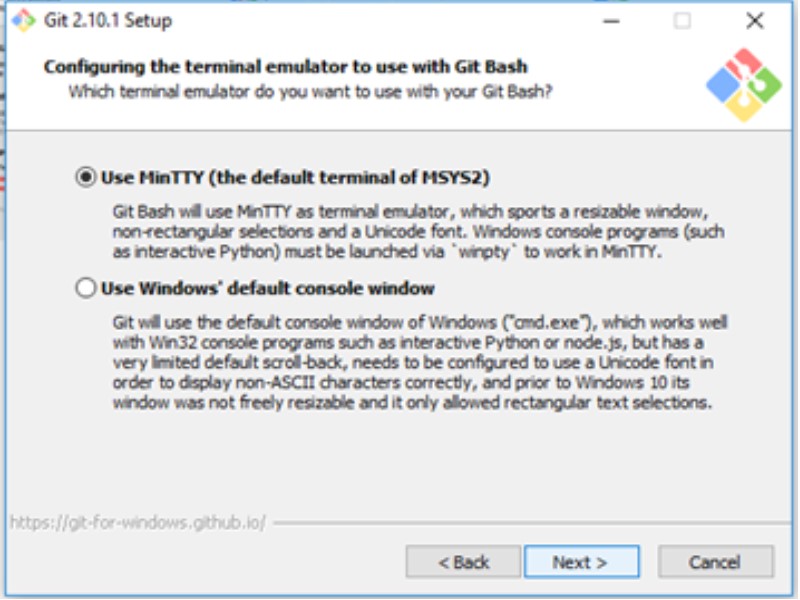 Git 2.10.1 Setup
Configuring the terminal emulator to use with Git Bash
Which terminal emulator do you want to use with your Git Bash?
Use MinTTY (the default terminal of MSYS2)
Git Bash will use MinTTY as terminal emulator, which sports a resizable window,
non-rectangular selections and a Unicode font. Windows console programs (such
as interactive Python) must be launched via `winpty` to work in MinTTY.
Use Windows' default console window
Git will use the default console window of Windows ("cmd.exe"), which works well
with Win32 console programs such as interactive Python or node.js, but has a
very limited default scroll-back, needs to be configured to use a Unicode font in
order to display non-ASCII characters correctly, and prior to Windows 10 its
window was not freely resizable and it only allowed rectangular text selections.
https://git-for-windows.github.io/
< Back Next > Cancel